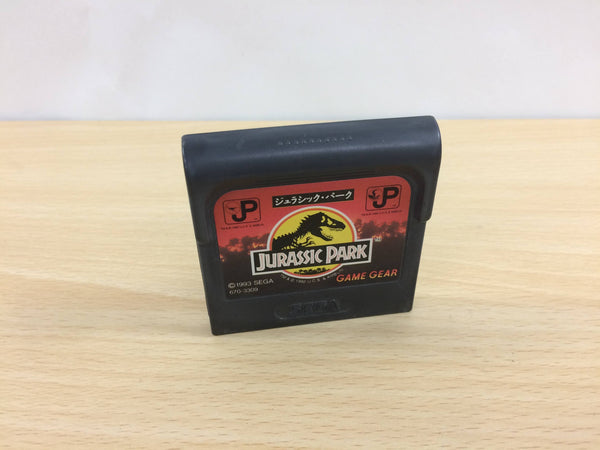 ジュラシック・パーク
JP
JP
JURASSIC PARK
©1993 SEGA
670-3309
GAME GEAR
SEGA